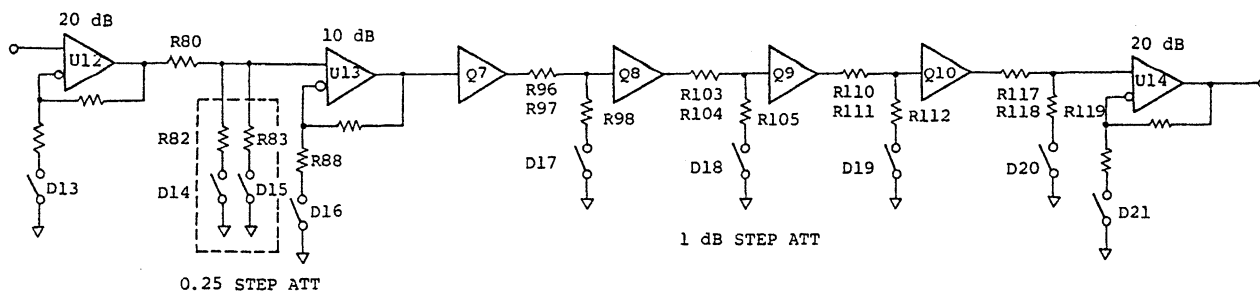 20 dB
U12
R80
10 dB
U13
Q7
Q8
Q9
Q10
20 dB
U14
R82
R83
R88
R96
R97
R98
R103
R104
R105
R110
R111
R112
R117
R118
R119
D13
D14
D15
D16
D17
D18
D19
D20
D21
1 dB STEP ATT
0.25 STEP ATT